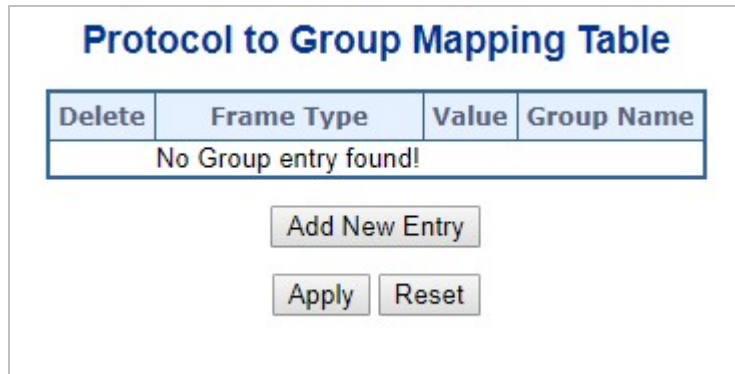 Protocol to Group Mapping Table
Delete Frame Type Value Group Name
No Group entry found!
Add New Entry
Apply Reset